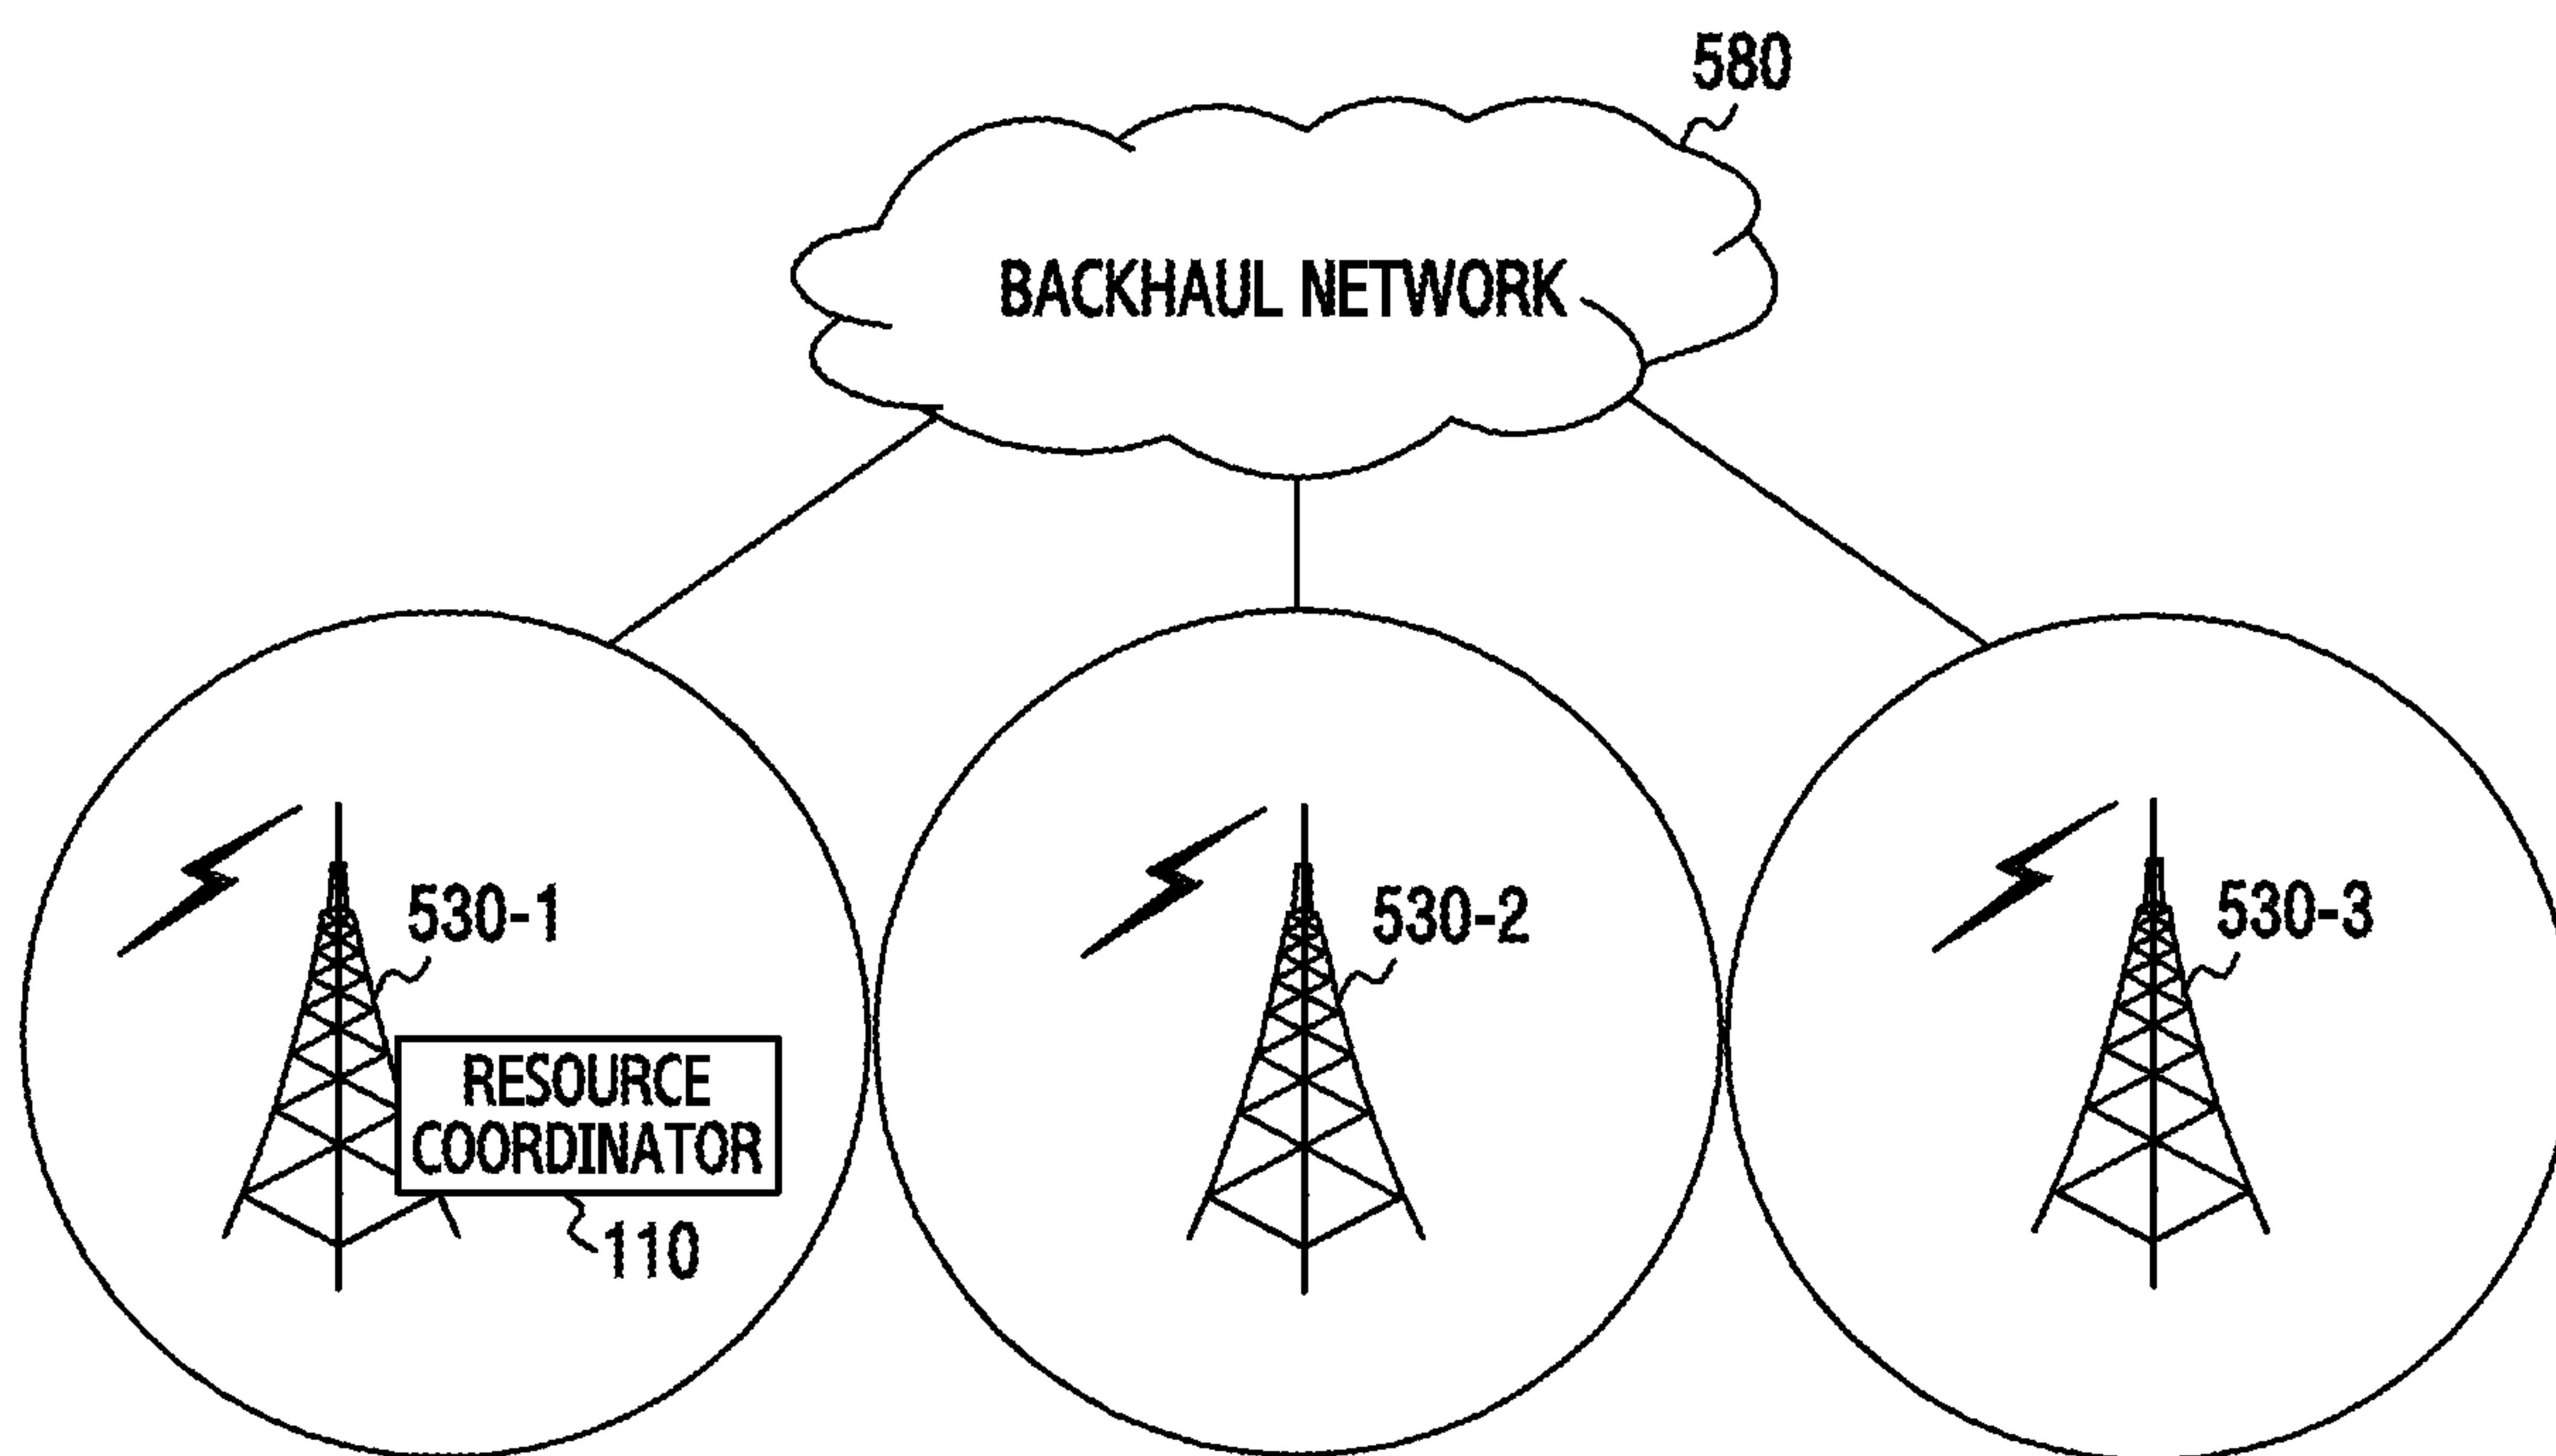 580
BACKHAUL NETWORK
530-1
530-2
530-3
RESOURCE
COORDINATOR
110